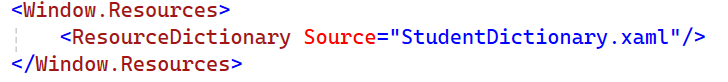 <Window.Resources>
    <ResourceDictionary Source="StudentDictionary.xaml"/>
</Window.Resources>